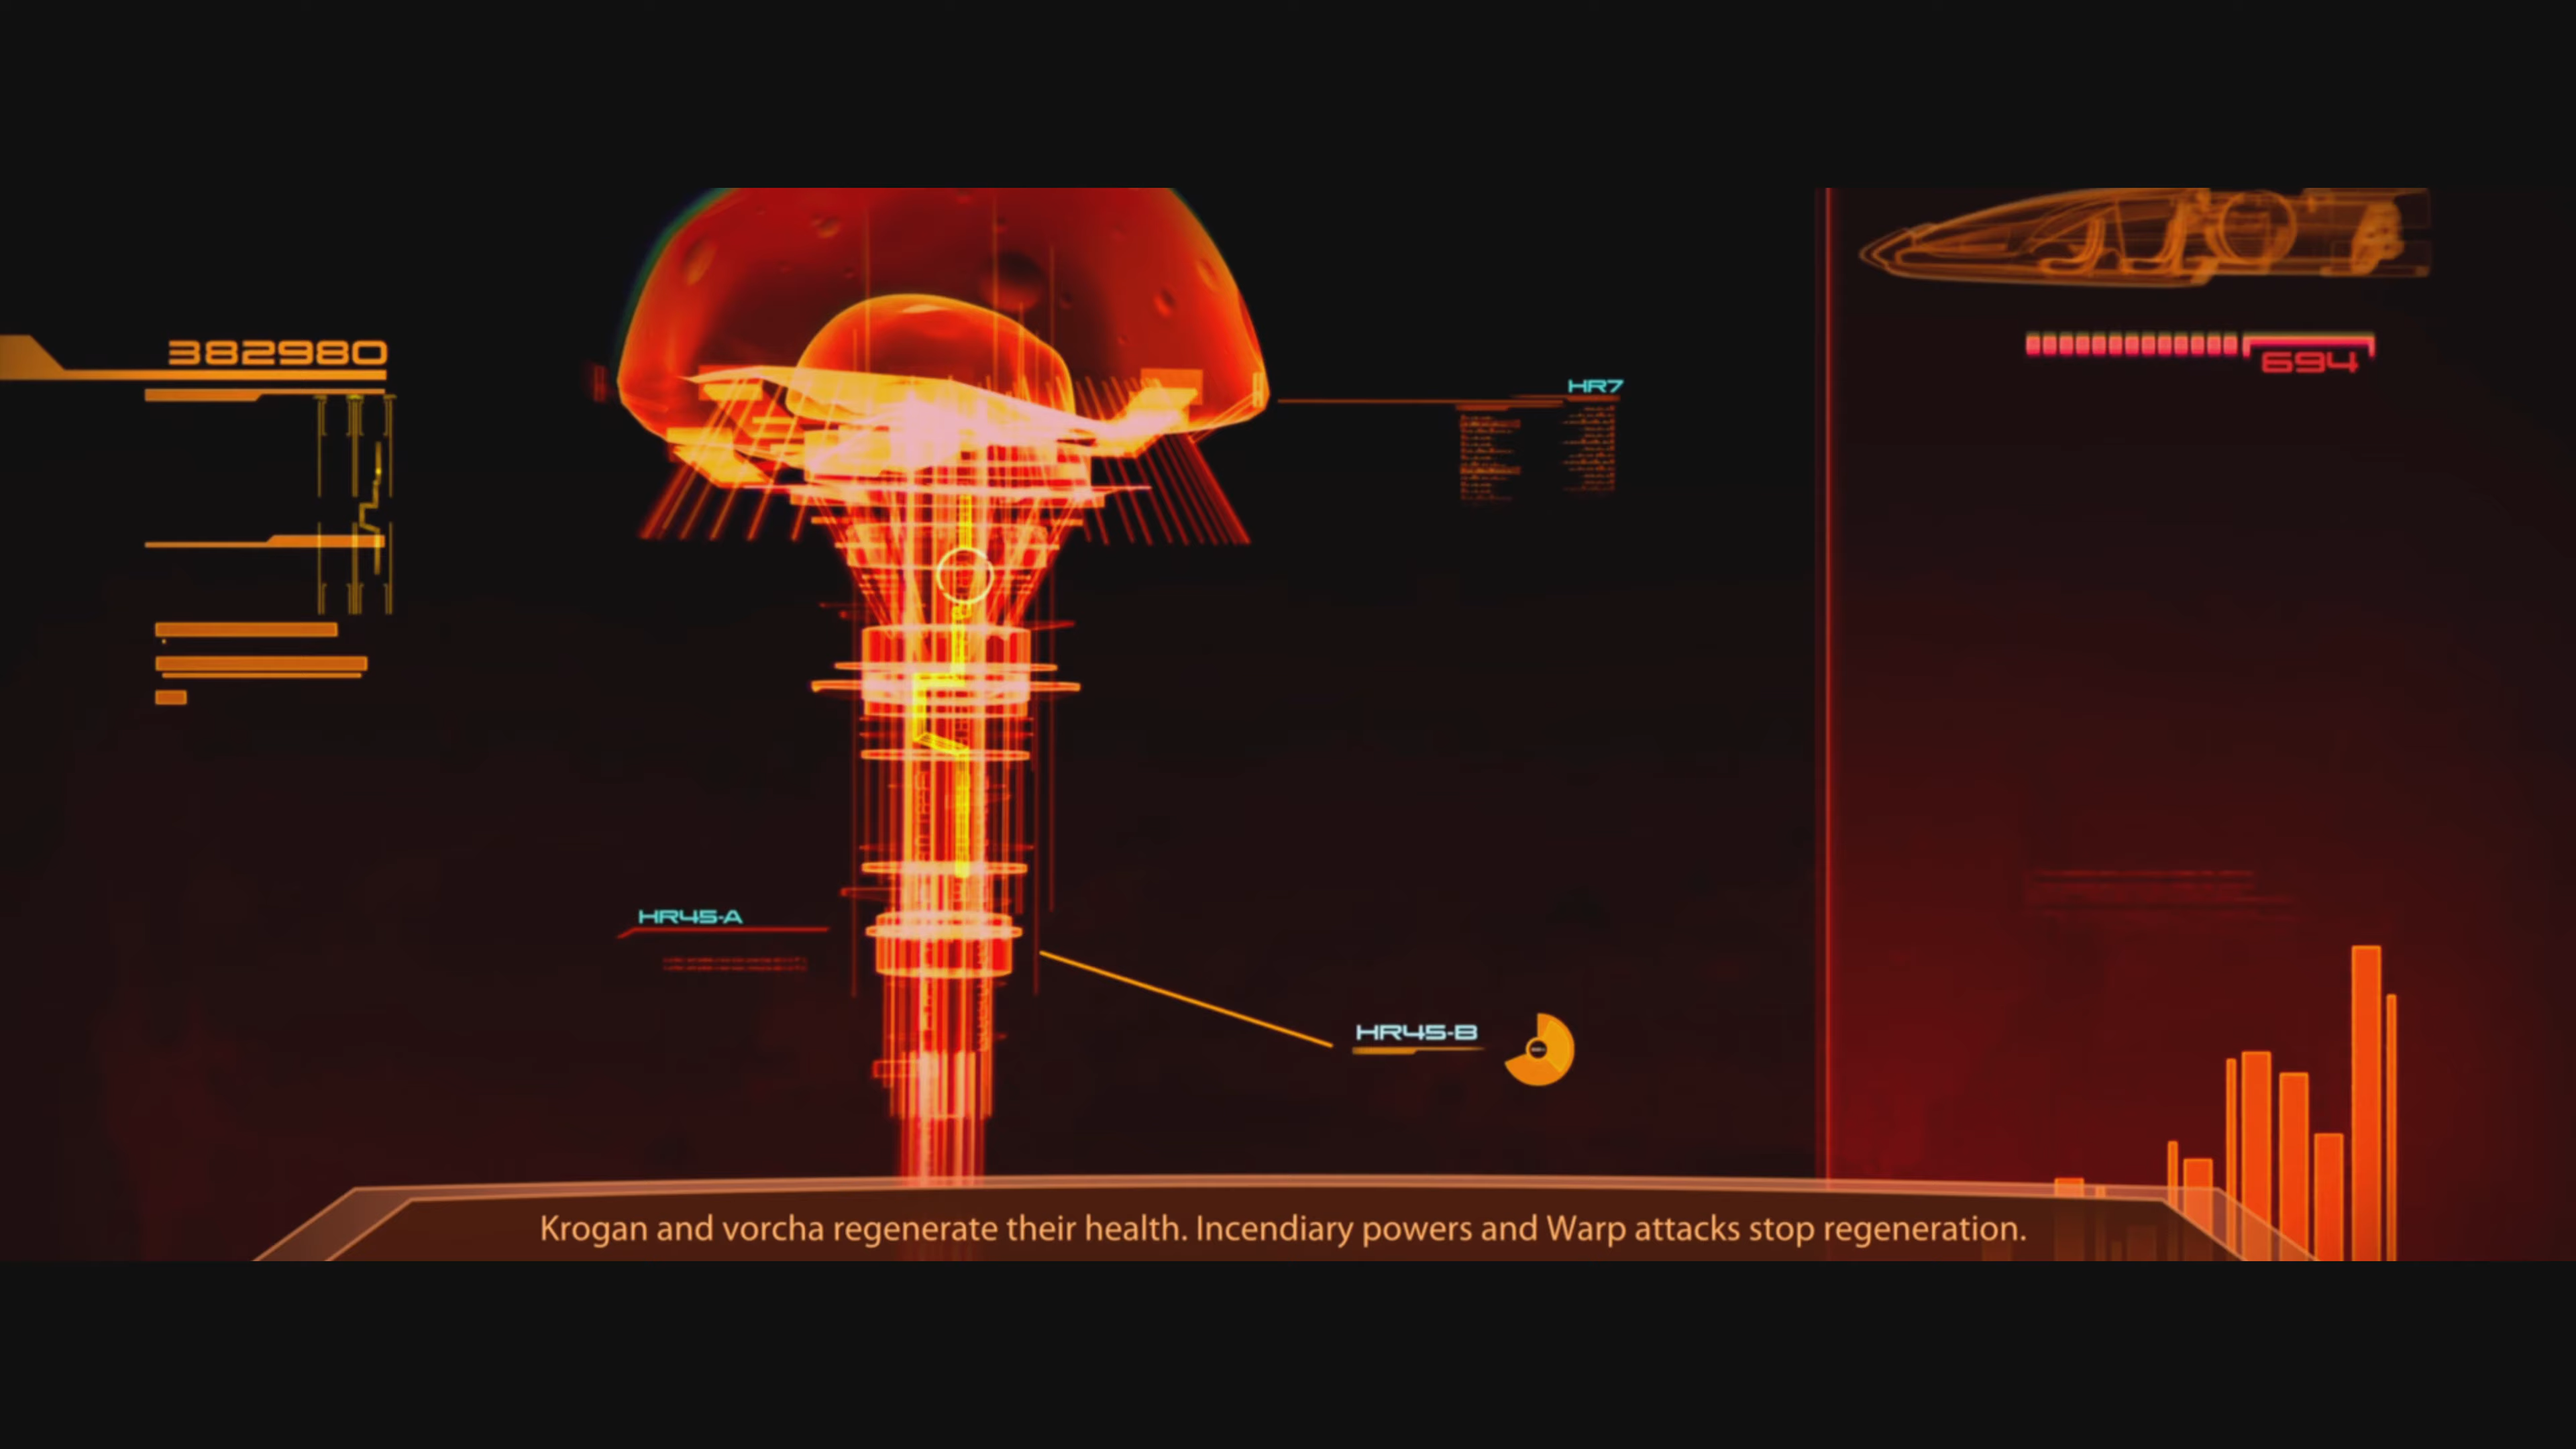 382980
694
HR7
HR45-A
HR45-B
Krogan and vorcha regenerate their health. Incendiary powers and Warp attacks stop regeneration.